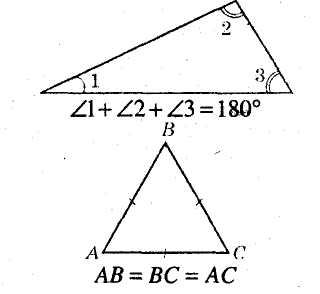 2
1
3
∠1+∠2+∠3=180°
B
A
C
AB = BC = AC